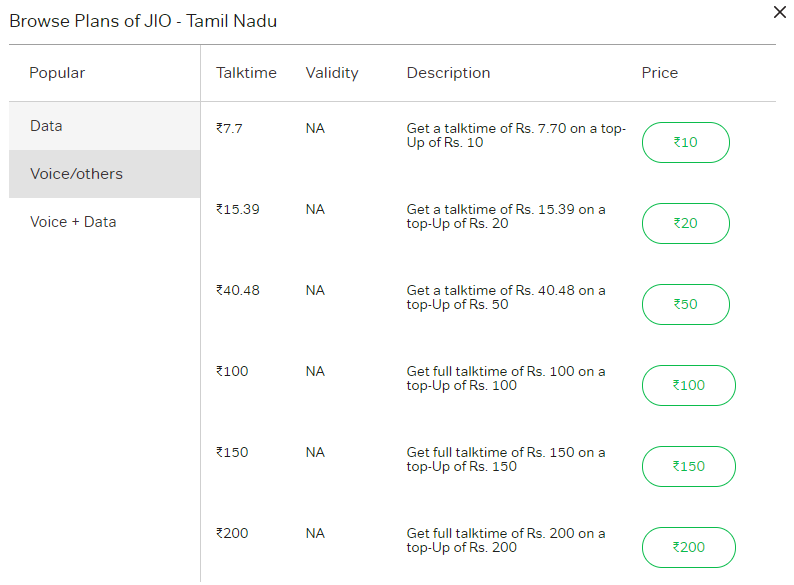 Browse Plans of JIO - Tamil Nadu
Popular
Data
Voice/others
Voice + Data
Talktime Validity Description Price
₹7.7 NA Get a talktime of Rs. 7.70 on a top-
Up of Rs. 10
₹10
₹15.39 NA Get a talktime of Rs. 15.39 on a
top-Up of Rs. 20
₹20
₹40.48 NA Get a talktime of Rs. 40.48 on a
top-Up of Rs. 50
₹50
₹100 NA Get full talktime of Rs. 100 on a
top-Up of Rs. 100
₹100
₹150 NA Get full talktime of Rs. 150 on a
top-Up of Rs. 150
₹150
₹200 NA Get full talktime of Rs. 200 on a
top-Up of Rs. 200
₹200